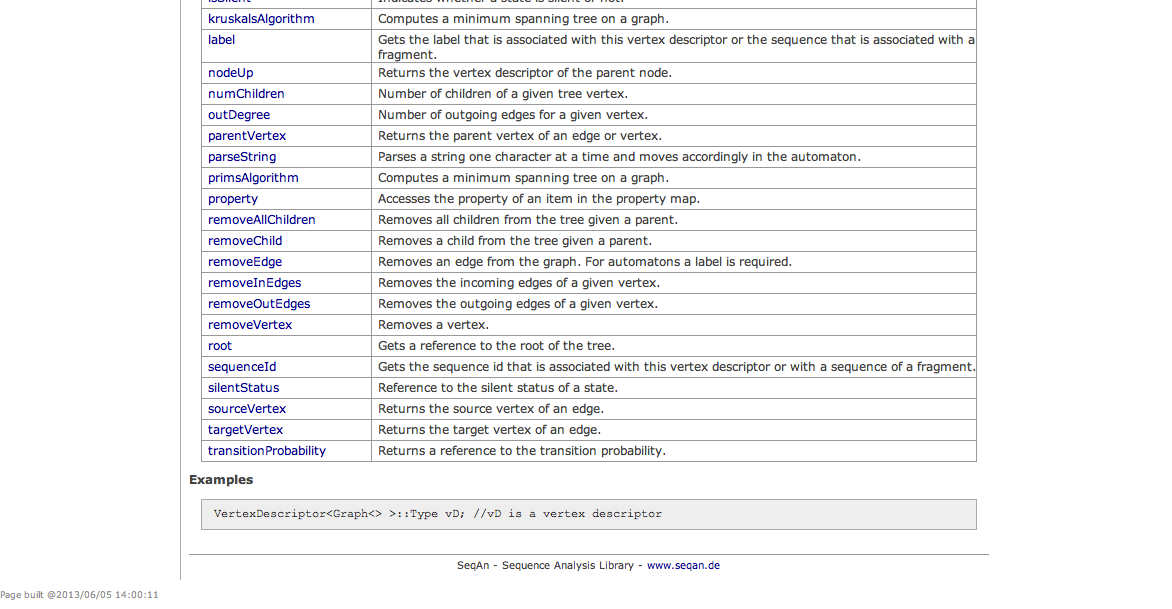 isSilent Indicates whether a state is silent or not.
kruskalsAlgorithm Computes a minimum spanning tree on a graph.
label Gets the label that is associated with this vertex descriptor or the sequence that is associated with a
fragment.
nodeUp Returns the vertex descriptor of the parent node.
numChildren Number of children of a given tree vertex.
outDegree Number of outgoing edges for a given vertex.
parentVertex Returns the parent vertex of an edge or vertex.
parseString Parses a string one character at a time and moves accordingly in the automaton.
primsAlgorithm Computes a minimum spanning tree on a graph.
property Accesses the property of an item in the property map.
removeAllChildren Removes all children from the tree given a parent.
removeChild Removes a child from the tree given a parent.
removeEdge Removes an edge from the graph. For automatons a label is required.
removeInEdges Removes the incoming edges of a given vertex.
removeOutEdges Removes the outgoing edges of a given vertex.
removeVertex Removes a vertex.
root Gets a reference to the root of the tree.
sequenceId Gets the sequence id that is associated with this vertex descriptor or with a sequence of a fragment.
silentStatus Reference to the silent status of a state.
sourceVertex Returns the source vertex of an edge.
targetVertex Returns the target vertex of an edge.
transitionProbability Returns a reference to the transition probability.
Examples
VertexDescriptor<Graph<> >::Type vD; //vD is a vertex descriptor
SeqAn - Sequence Analysis Library - www.seqan.de
Page built @2013/06/05 14:00:11